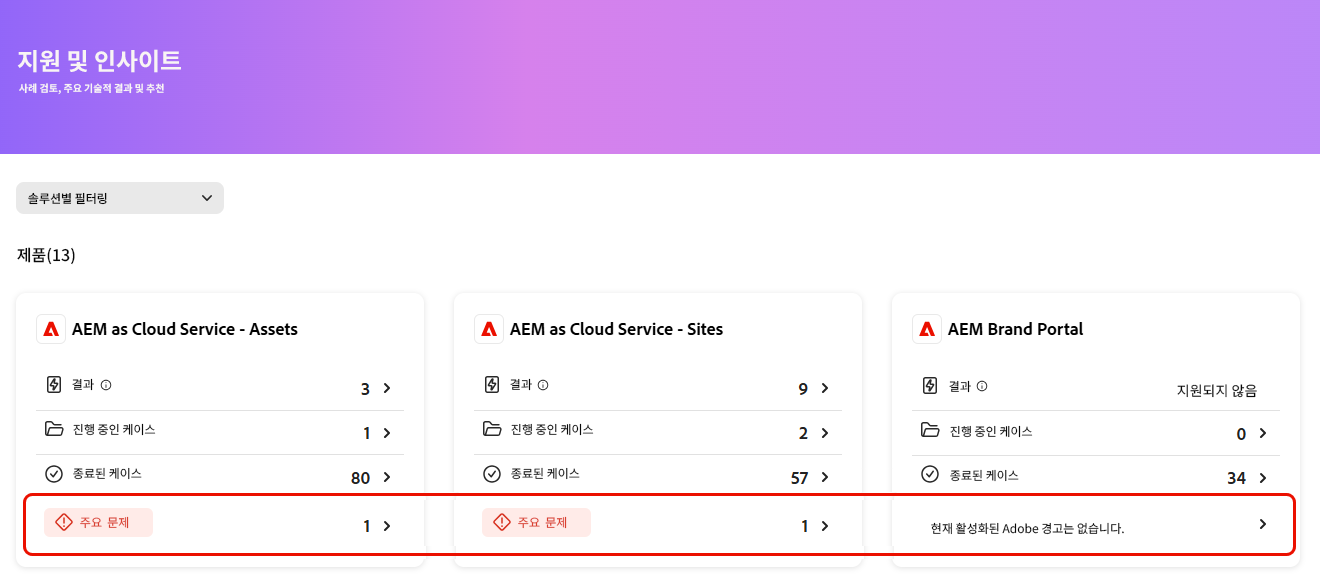 지원 및 인사이트
사례 검토, 주요 기술적 결과 및 추천
솔루션별 필터링
제품(13)
AEM as Cloud Service - Assets
결과
3
진행 중인 케이스
1
종료된 케이스
80
주요 문제
1
AEM as Cloud Service - Sites
결과
9
진행 중인 케이스
2
종료된 케이스
57
주요 문제
1
AEM Brand Portal
결과
지원되지 않음
진행 중인 케이스
0
종료된 케이스
34
현재 활성화된 Adobe 경고는 없습니다.